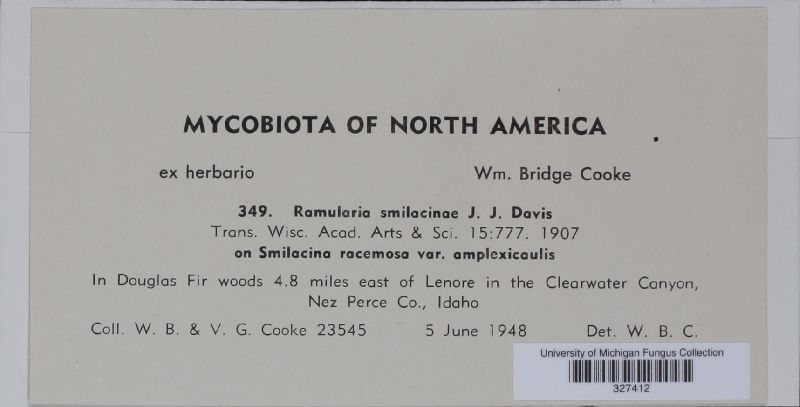 MYCOBIOTA OF NORTH AMERICA
ex herbario Wm. Bridge Cooke
349. Ramularia smilacinae J. J. Davis
Trans. Wisc. Acad. Arts & Sci. 15:777. 1907
on Smilacina racemosa var. amplexicaulis
In Douglas Fir woods 4.8 miles east of Lenore in the Clearwater Canyon,
Nez Perce Co., Idaho
Coll. W. B. & V. G. Cooke 23545 5 June 1948 Det. W. B. C.
University of Michigan Fungus Collection
327412